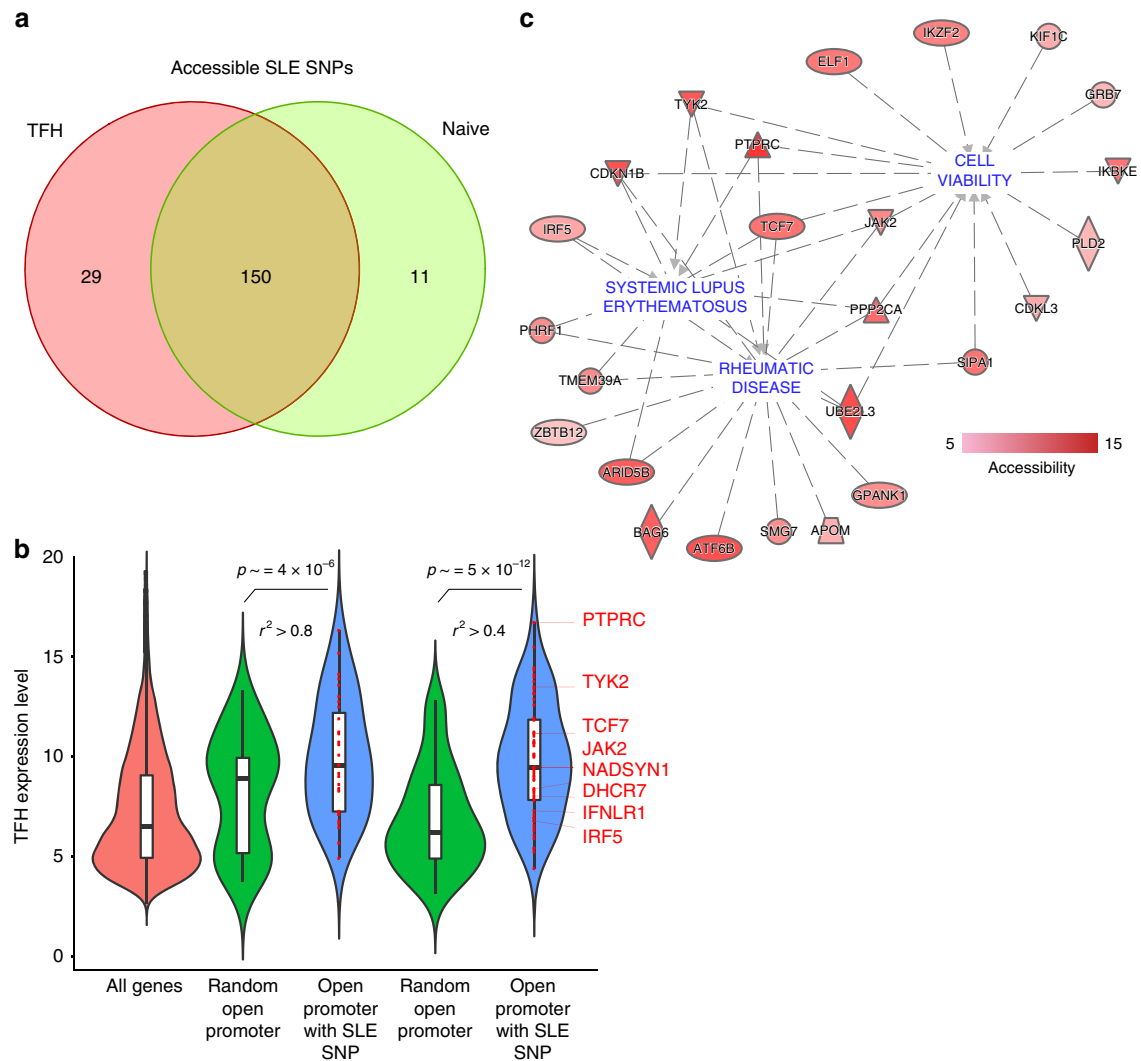 a
Accessible SLE SNPs
TFH
Naive
29
150
11
b
TFH expression level
20
15
10
5
0
p ~ = 4 × 10⁻⁶
r² > 0.8
p ~ = 5 × 10⁻¹²
r² > 0.4
PTPRC
TYK2
TCF7
JAK2
NADSYN1
DHCR7
IFNLR1
IRF5
All genes
Random
open
promoter
Open
promoter
with SLE
SNP
Random
open
promoter
Open
promoter
with SLE
SNP
c
IKZF2
KIF1C
ELF1
GRB7
TYK2
PTPRC
CELL
VIABILITY
IKBKE
CDKN1B
IRF5
TCF7
JAK2
PLD2
SYSTEMIC LUPUS
ERYTHEMATOSUS
PPP2CA
CDKL3
PHRF1
SIPA1
RHEUMATIC
DISEASE
TMEM39A
UBE2L3
ZBTB12
5
15
Accessibility
ARID5B
GPANK1
BAG6
ATF6B
SMG7
APOM